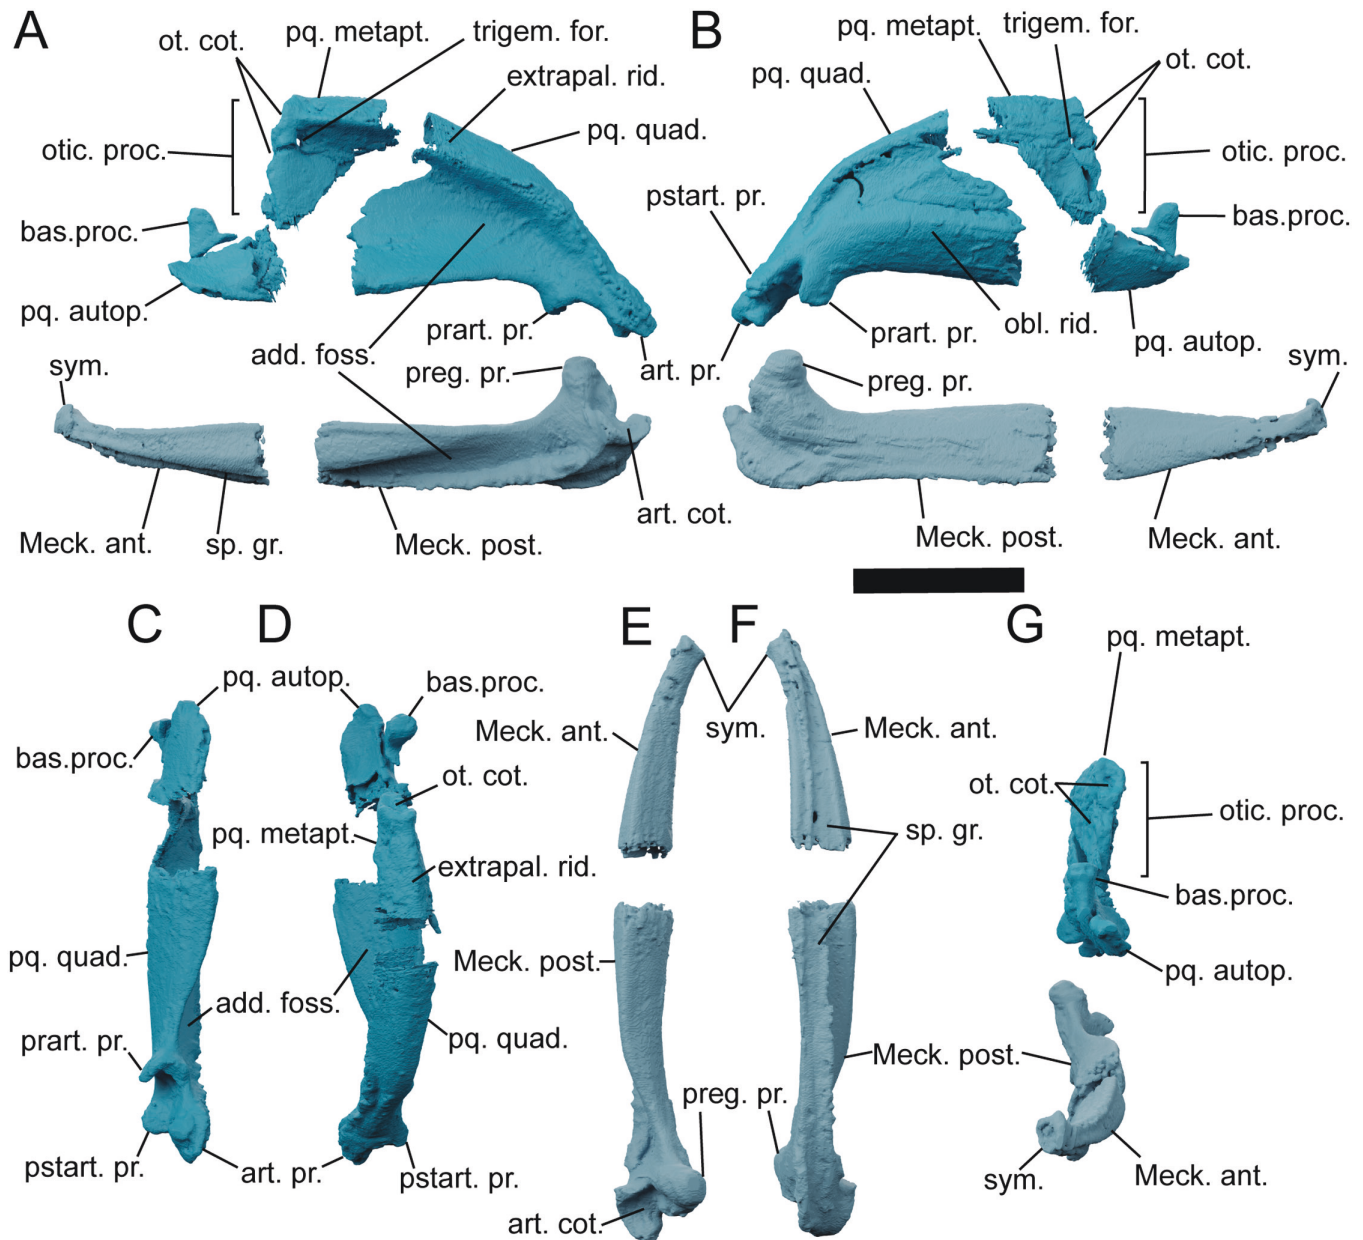 A
ot. cot.
pq. metapt.
trigem. for.
extrapal. rid.
pq. quad.
otic. proc.
bas.proc.
pq. autop.
prart. pr.
add. foss.
preg. pr.
art. pr.
sym.
art. cot.
Meck. ant.
sp. gr.
Meck. post.
B
pq. metapt.
trigem. for.
ot. cot.
pq. quad.
otic. proc.
pstart. pr.
bas.proc.
prart. pr.
obl. rid.
pq. autop.
sym.
preg. pr.
Meck. post.
Meck. ant.
C
D
pq. autop.
bas.proc.
bas.proc.
ot. cot.
pq. metapt.
extrapal. rid.
pq. quad.
add. foss.
prart. pr.
pq. quad.
pstart. pr.
art. pr.
pstart. pr.
E
F
Meck. ant.
sym.
Meck. ant.
sp. gr.
Meck. post.
Meck. post.
preg. pr.
art. cot.
G
pq. metapt.
ot. cot.
otic. proc.
bas.proc.
pq. autop.
sym.
Meck. ant.